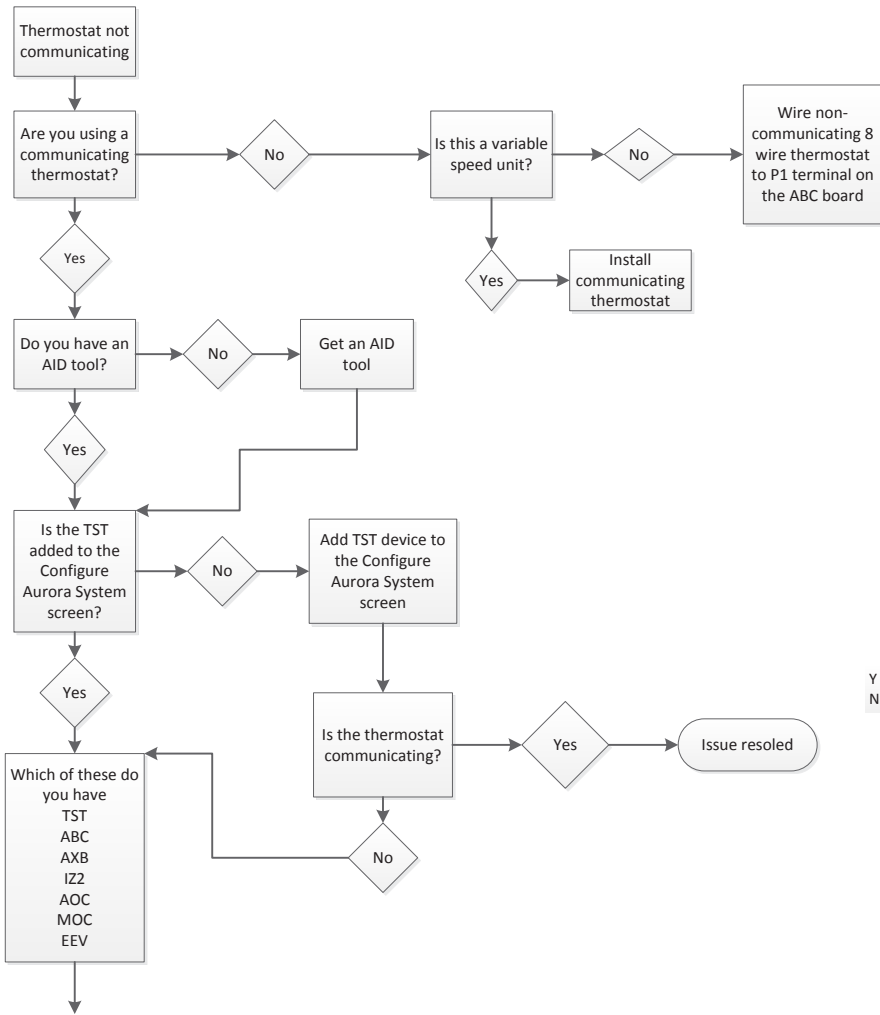 Thermostat not
communicating
Are you using a
communicating
thermostat?
No
Is this a variable
speed unit?
No
Wire non-
communicating 8
wire thermostat
to P1 terminal on
the ABC board
Yes
Yes
Install
communicating
thermostat
Do you have an
AID tool?
No
Get an AID
tool
Yes
Is the TST
added to the
Configure
Aurora System
screen?
No
Add TST device to
the Configure
Aurora System
screen
Yes
Is the thermostat
communicating?
Yes
Issue resoled
Y
N
Which of these do
you have
TST
ABC
AXB
IZ2
AOC
MOC
EEV
No